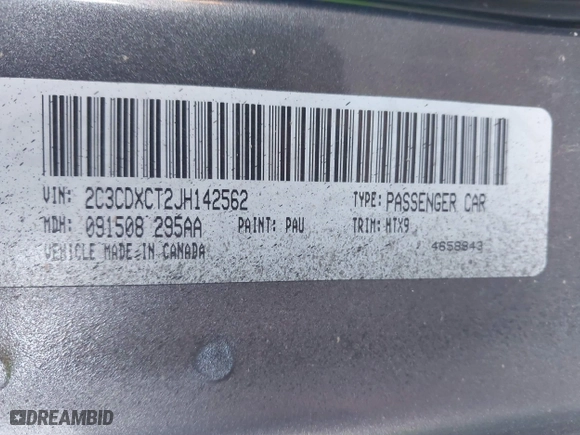 VIN: 2C3CDXCT2JH142562 TYPE: PASSENGER CAR
MDH: 091508 295AA PAINT: PAU TRIM: HTX9
VEHICLE MADE IN CANADA 4658843
DREAMBID